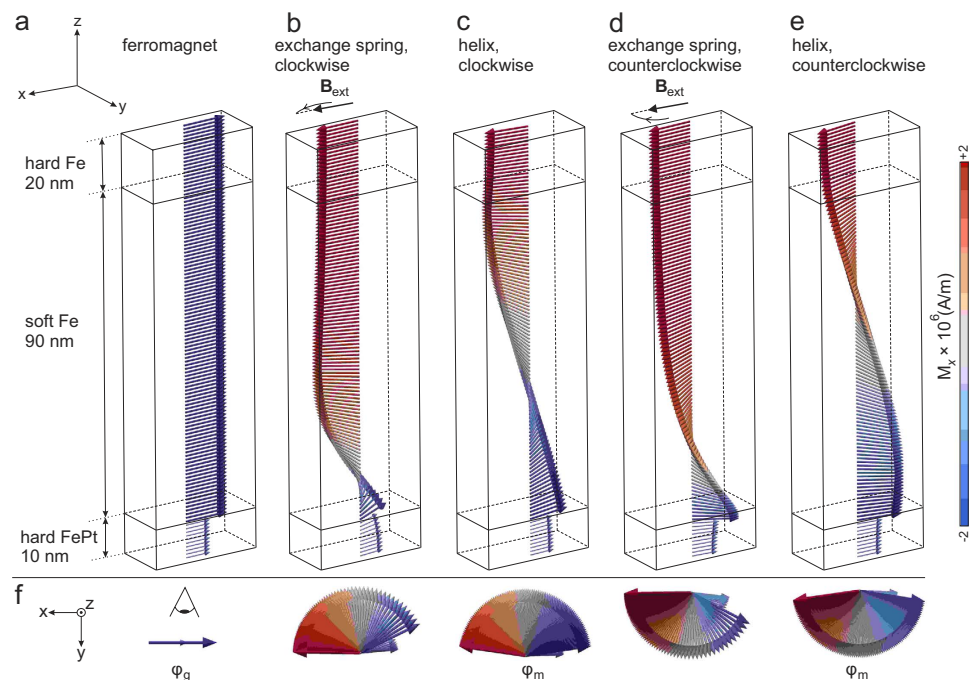 a
b
c
d
e
z
x
y
ferromagnet
exchange spring,
clockwise
helix,
clockwise
exchange spring,
counterclockwise
helix,
counterclockwise
B_ext
B_ext
hard Fe
20 nm
soft Fe
90 nm
hard FePt
10 nm
+2
M_x × 10^6 (A/m)
-2
f
x
z
y
φ_g
φ_m
φ_m